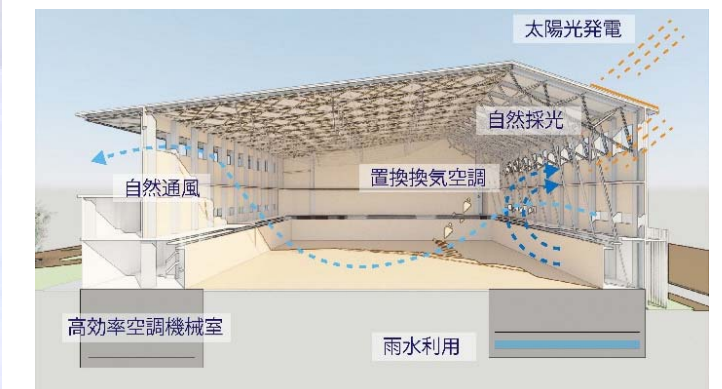 太陽光発電
自然採光
置換換気空調
自然通風
高効率空調機械室
雨水利用